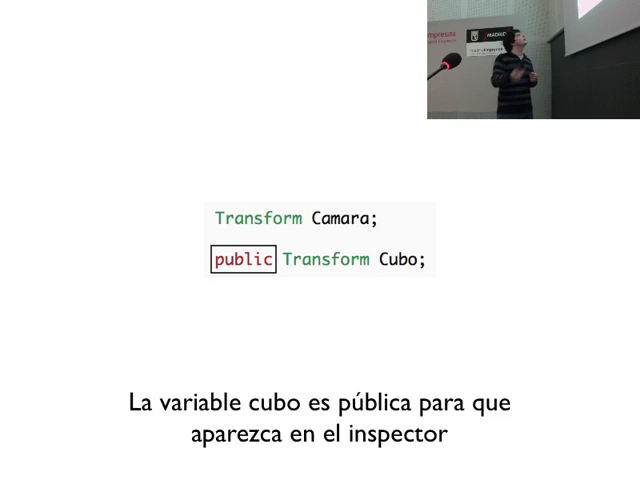 Transform Camara;
public Transform Cubo;
La variable cubo es pública para que
aparezca en el inspector